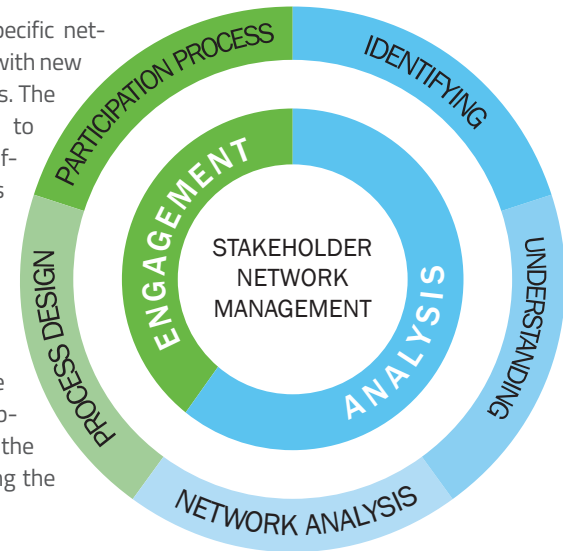 pecific net-
with new
s. The
to
f-
s
e
p-
the
ng the
PARTICIPATION PROCESS
IDENTIFYING
UNDERSTANDING
NETWORK ANALYSIS
PROCESS DESIGN
ENGAGEMENT
ANALYSIS
STAKEHOLDER
NETWORK
MANAGEMENT